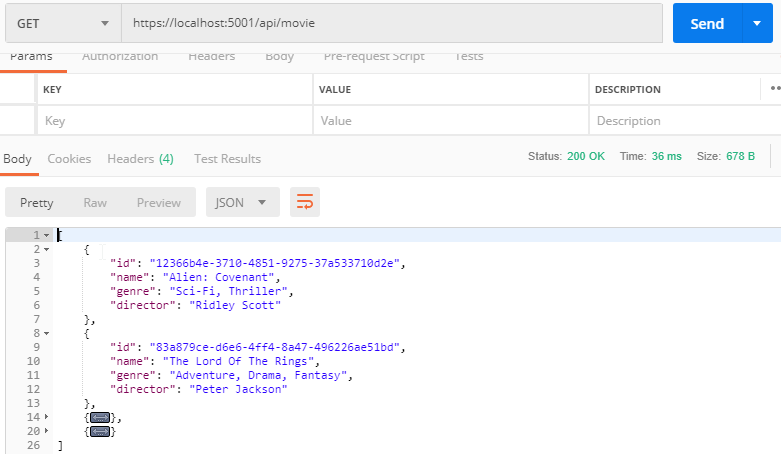 GET https://localhost:5001/api/movie Send
Params Authorization Headers Body Pre-request Script Tests
KEY VALUE DESCRIPTION
Key Value Description
Body Cookies Headers (4) Test Results Status: 200 OK Time: 36 ms Size: 678 B
Pretty Raw Preview JSON
1 [
2 {
3 "id": "12366b4e-3710-4851-9275-37a533710d2e",
4 "name": "Alien: Covenant",
5 "genre": "Sci-Fi, Thriller",
6 "director": "Ridley Scott"
7 },
8 {
9 "id": "83a879ce-d6e6-4ff4-8a47-496226ae51bd",
10 "name": "The Lord Of The Rings",
11 "genre": "Adventure, Drama, Fantasy",
12 "director": "Peter Jackson"
13 },
14 {↔},
20 {↔}
26 ]